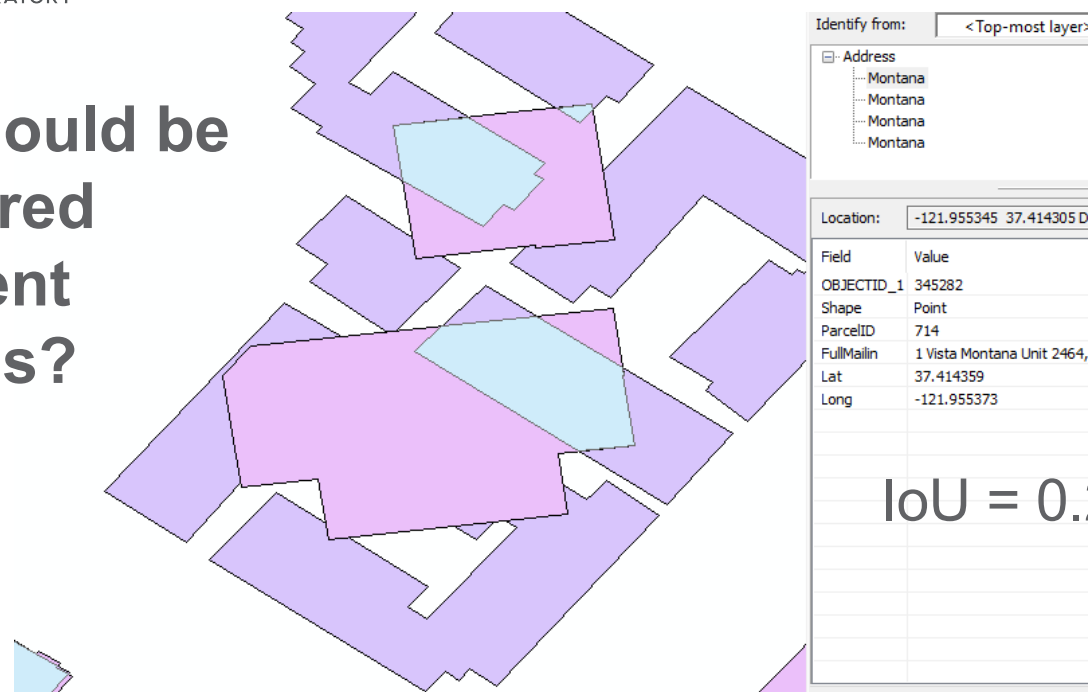 ould be
red
ent
s?
Identify from: <Top-most layer>
Address
Montana
Montana
Montana
Montana
Location: -121.955345 37.414305 D
Field Value
OBJECTID_1 345282
Shape Point
ParcelID 714
FullMailin 1 Vista Montana Unit 2464,
Lat 37.414359
Long -121.955373
IoU = 0.2